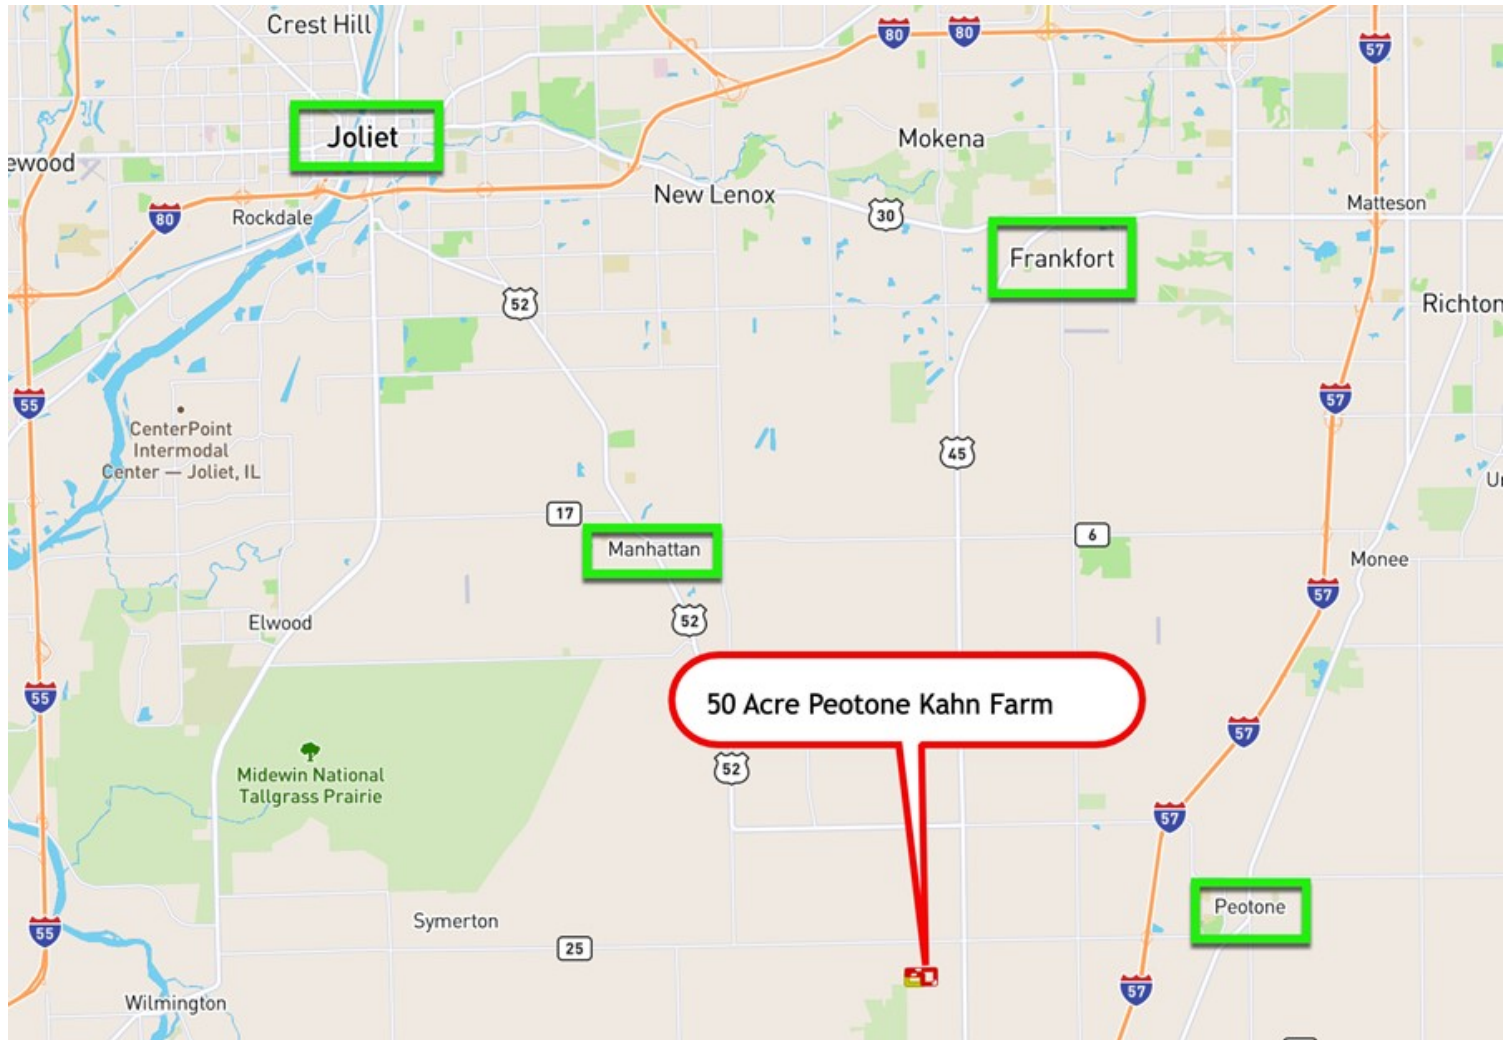 Crest Hill
80
80
57
Joliet
Mokena
ewood
New Lenox
Matteson
80
Rockdale
30
Frankfort
52
Richton
55
57
CenterPoint
Intermodal
Center — Joliet, IL
45
17
6
Manhattan
Monee
57
Elwood
52
55
50 Acre Peotone Kahn Farm
57
52
Midewin National
Tallgrass Prairie
57
Symerton
Peotone
55
25
57
Wilmington